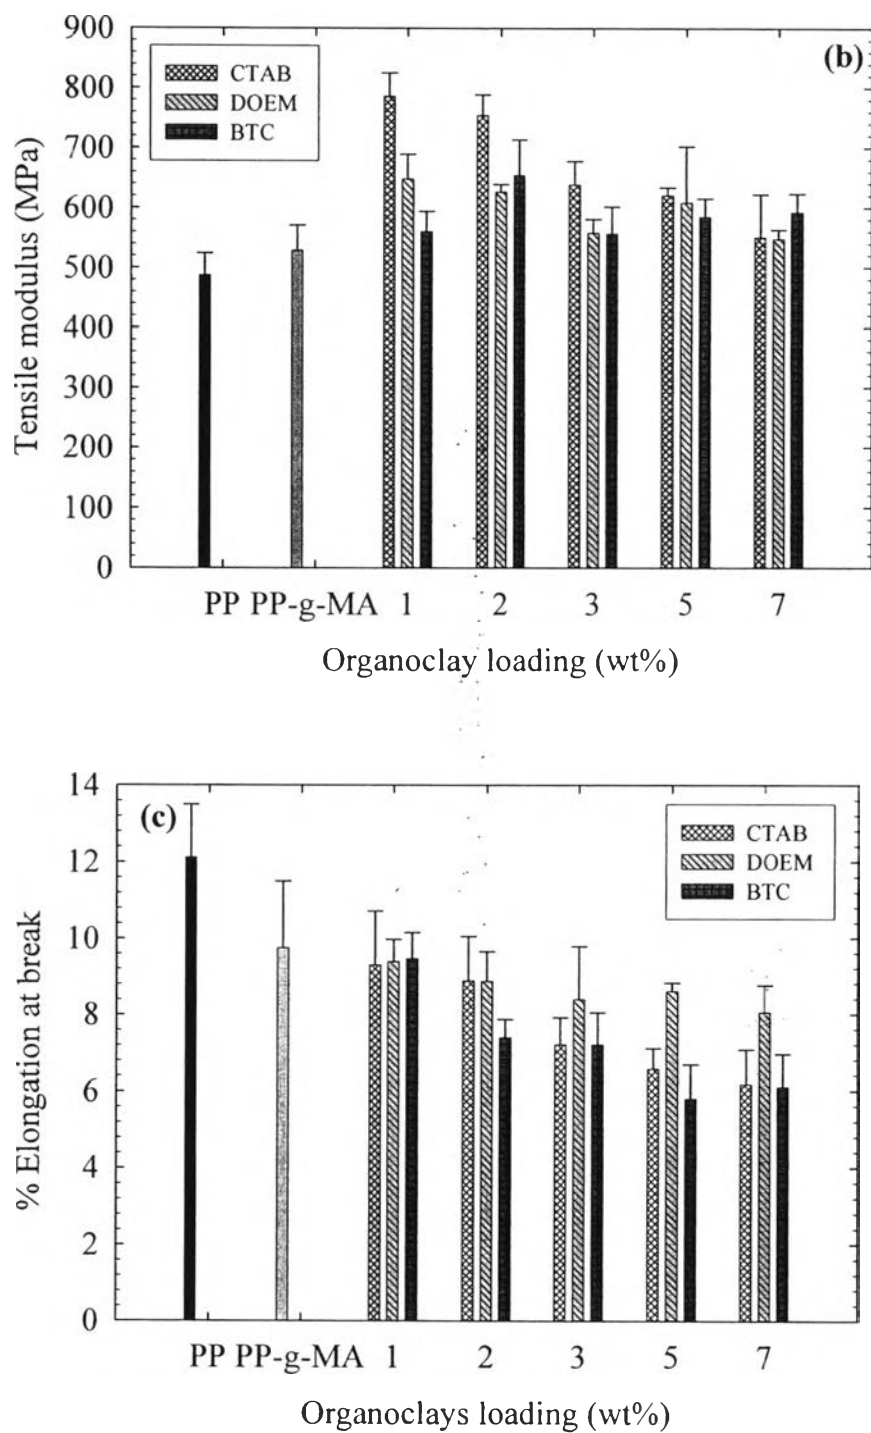 (b)
CTAB
DOEM
BTC
Tensile modulus (MPa)
900
800
700
600
500
400
300
200
100
0
PP PP-g-MA 1 2 3 5 7
Organoclay loading (wt%)
(c)
CTAB
DOEM
BTC
% Elongation at break
14
12
10
8
6
4
2
0
PP PP-g-MA 1 2 3 5 7
Organoclays loading (wt%)